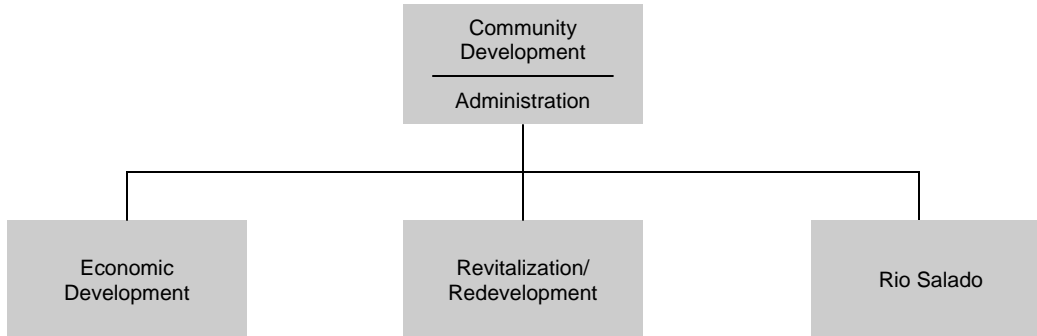 Community
Development
Administration
Economic
Development
Revitalization/
Redevelopment
Rio Salado